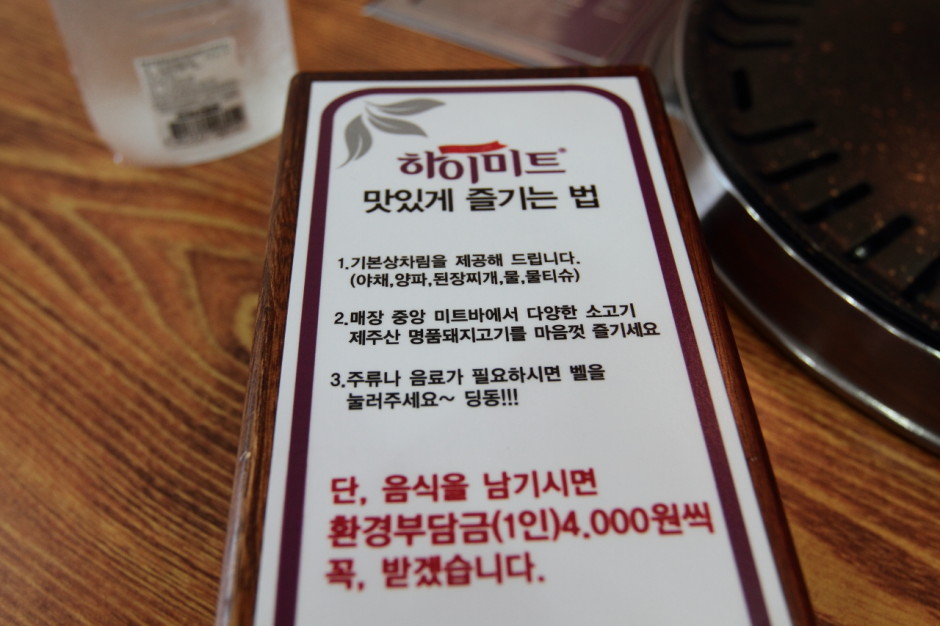 하이미트
맛있게 즐기는 법
1.기본상차림을 제공해 드립니다.
(야채,양파,된장찌개,물,물티슈)
2.매장 중앙 미트바에서 다양한 소고기
제주산 명품돼지고기를 마음껏 즐기세요
3.주류나 음료가 필요하시면 벨을
눌러주세요~ 딩동!!!
단, 음식을 남기시면
환경부담금(1인)4.000원씩
꼭, 받겠습니다.